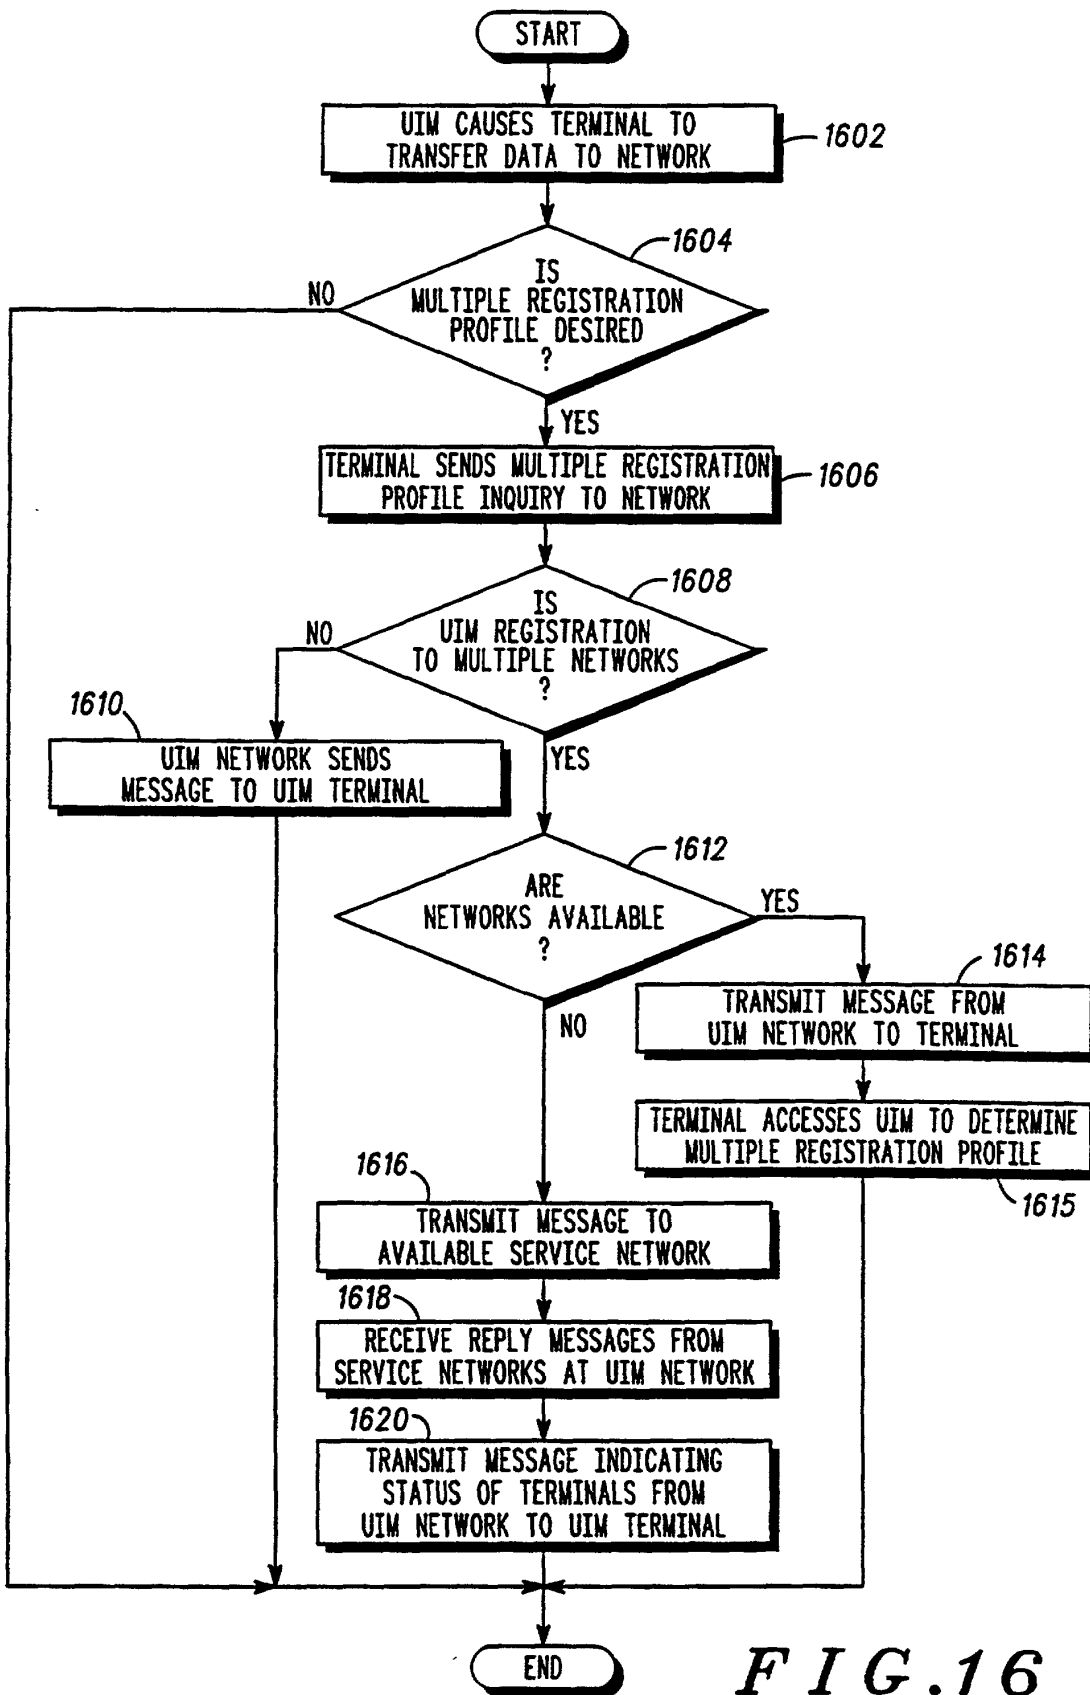 START
UIM CAUSES TERMINAL TO
TRANSFER DATA TO NETWORK
1602
1604
IS
MULTIPLE REGISTRATION
PROFILE DESIRED
?
NO
YES
TERMINAL SENDS MULTIPLE REGISTRATION
PROFILE INQUIRY TO NETWORK
1606
1608
IS
UIM REGISTRATION
TO MULTIPLE NETWORKS
?
NO
YES
1610
UIM NETWORK SENDS
MESSAGE TO UIM TERMINAL
1612
ARE
NETWORKS AVAILABLE
?
YES
NO
1614
TRANSMIT MESSAGE FROM
UIM NETWORK TO TERMINAL
TERMINAL ACCESSES UIM TO DETERMINE
MULTIPLE REGISTRATION PROFILE
1615
1616
TRANSMIT MESSAGE TO
AVAILABLE SERVICE NETWORK
1618
RECEIVE REPLY MESSAGES FROM
SERVICE NETWORKS AT UIM NETWORK
1620
TRANSMIT MESSAGE INDICATING
STATUS OF TERMINALS FROM
UIM NETWORK TO UIM TERMINAL
END
FIG.16